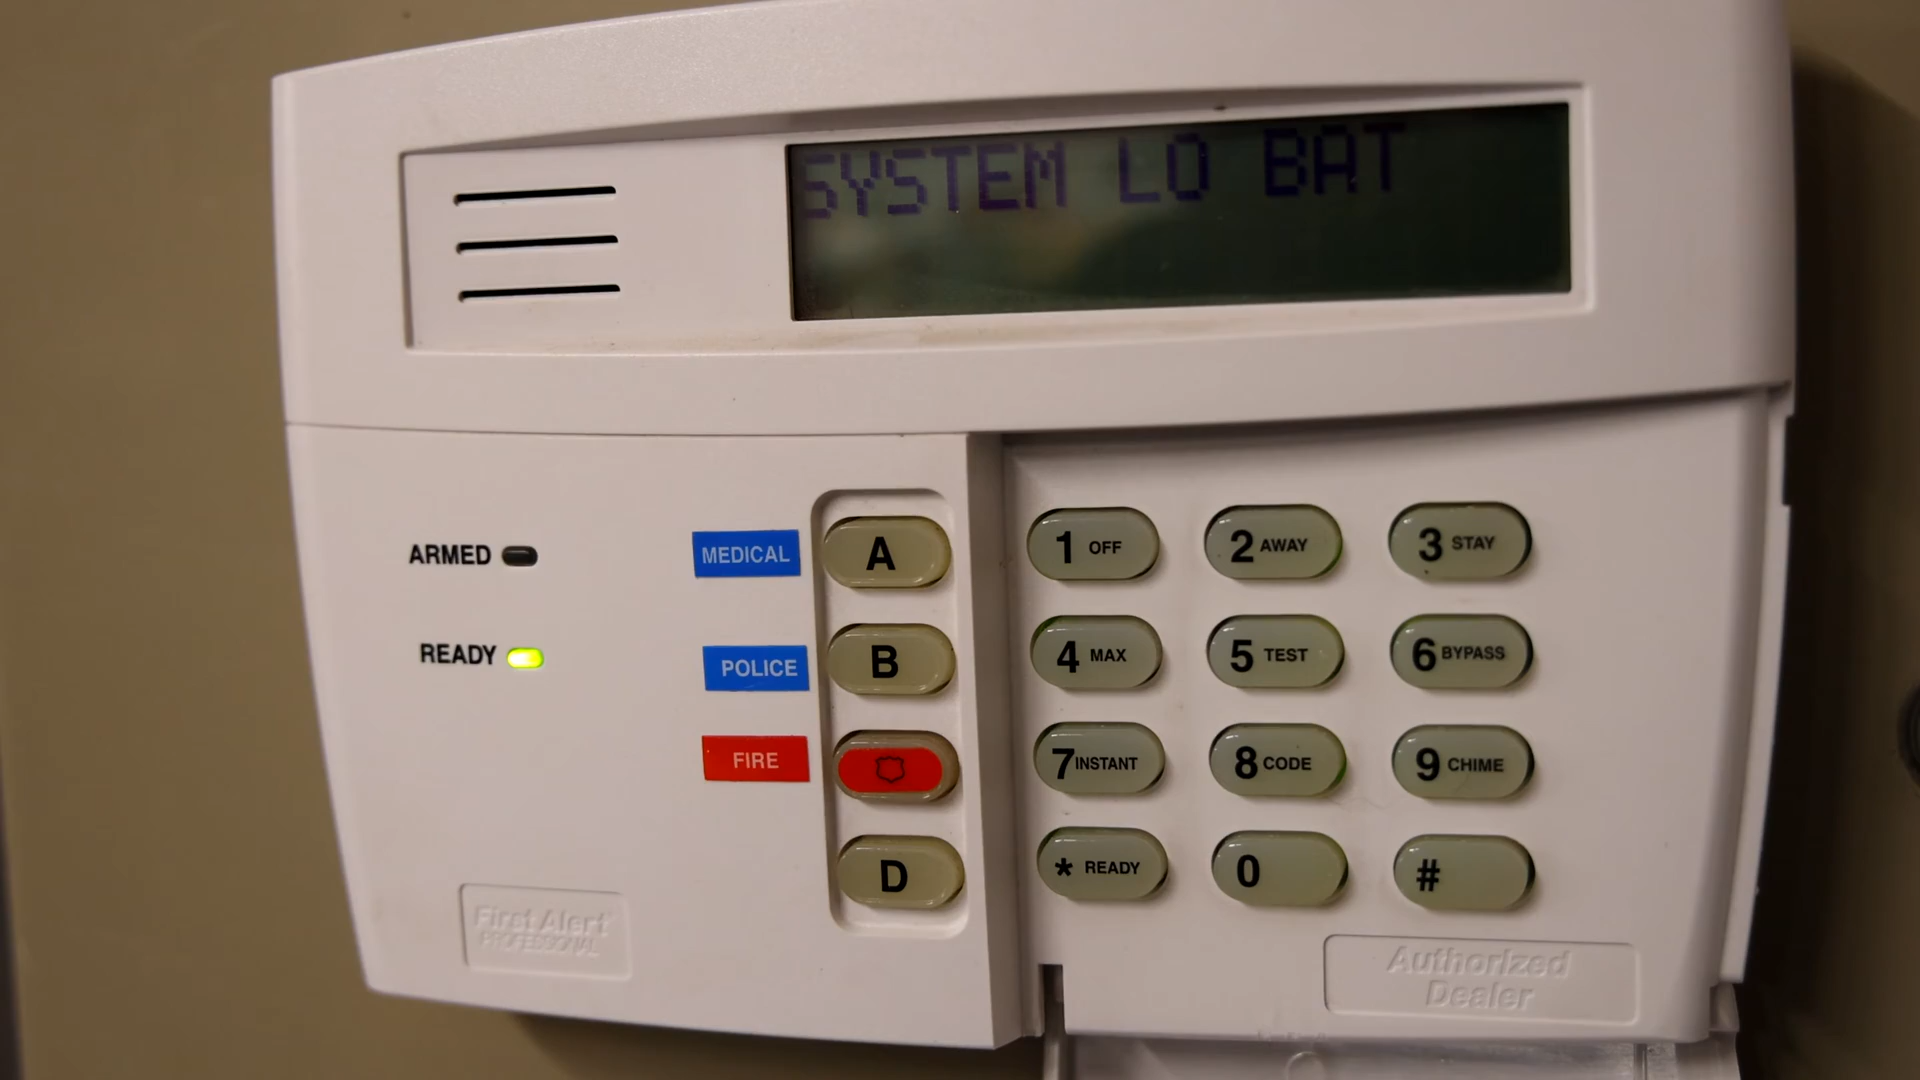 SYSTEM LO BAT
ARMED
READY
MEDICAL
POLICE
FIRE
A
B
D
1 OFF
2 AWAY
3 STAY
4 MAX
5 TEST
6 BYPASS
7 INSTANT
8 CODE
9 CHIME
* READY
0
#
First Alert
PROFESSIONAL
Authorized
Dealer